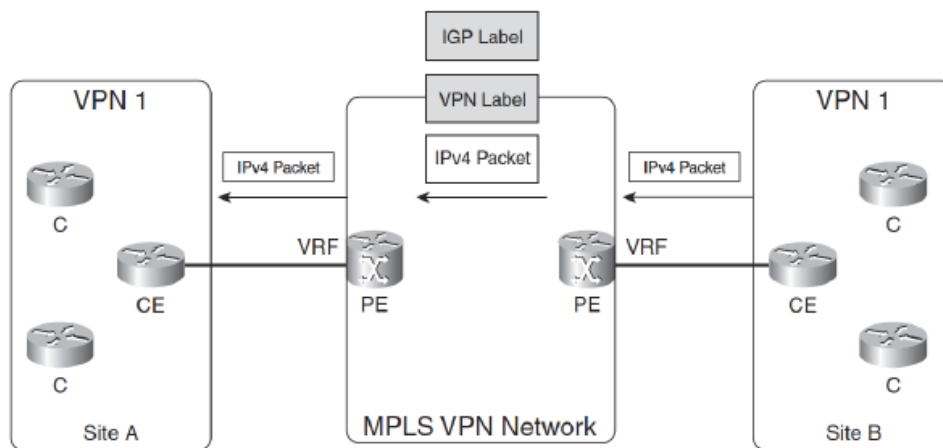 IGP Label
VPN 1
VPN Label
VPN 1
IPv4 Packet
IPv4 Packet
IPv4 Packet
C
C
VRF
VRF
CE
PE
PE
CE
C
C
Site A
MPLS VPN Network
Site B